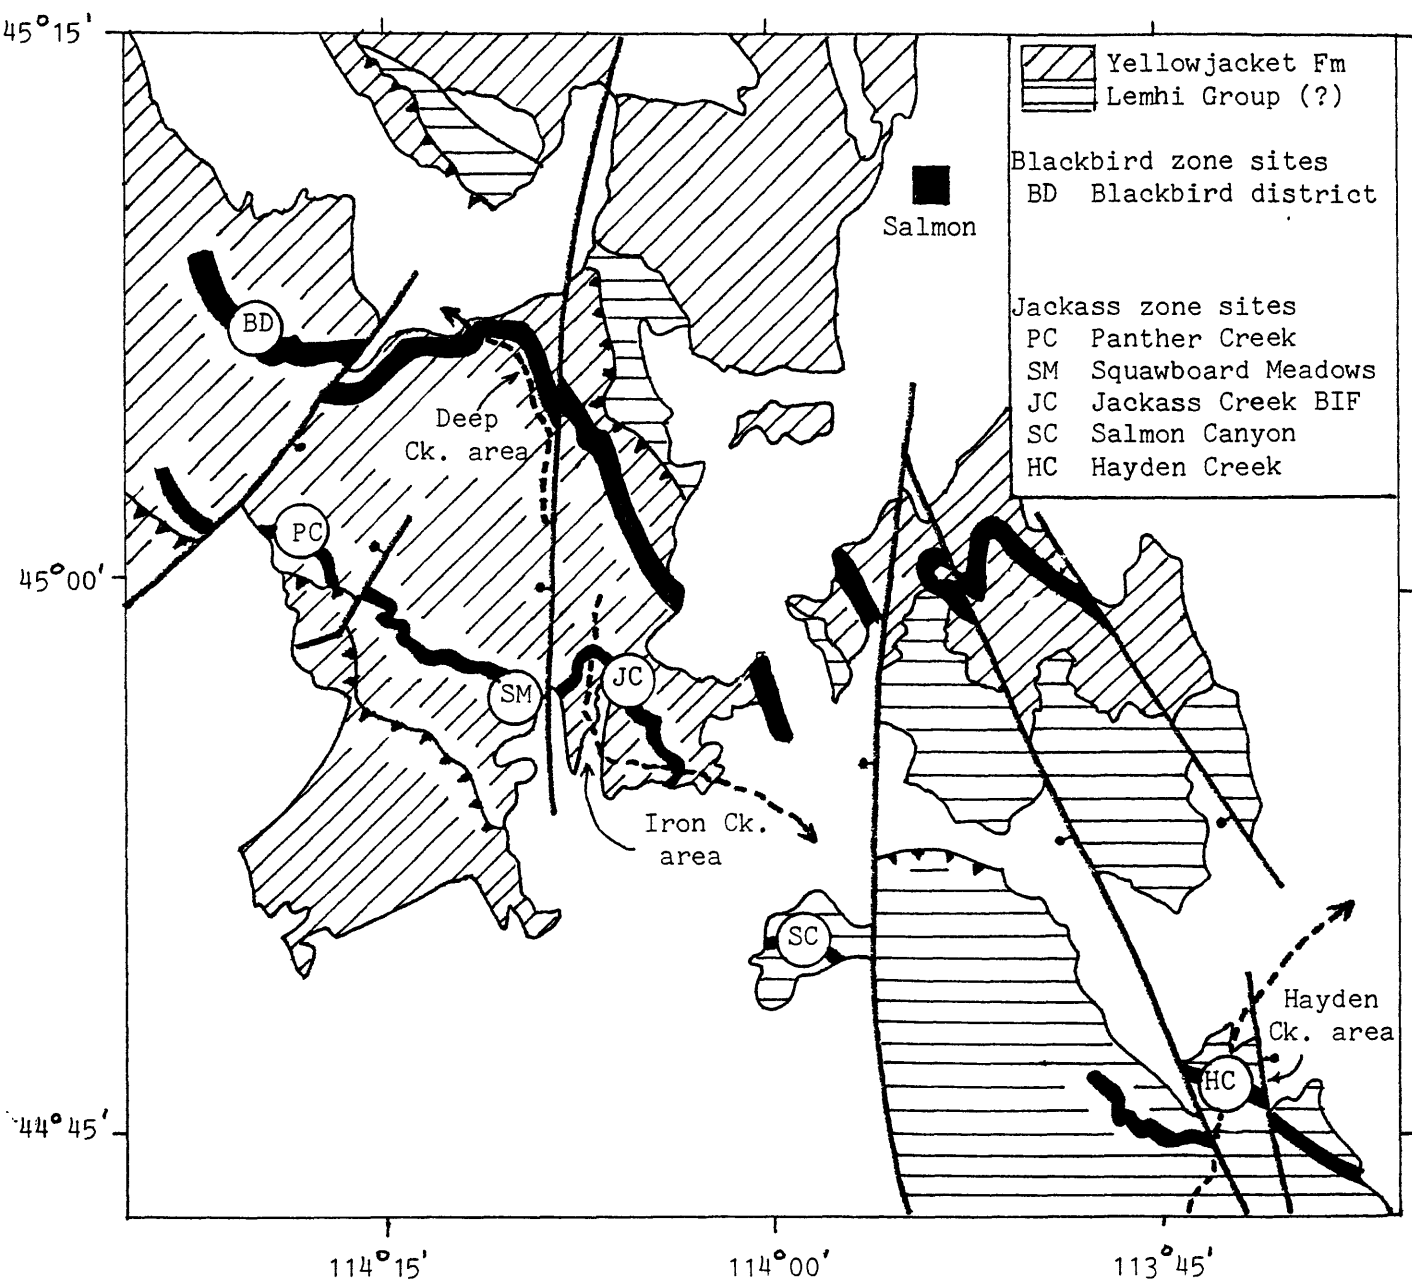 45°15'
Yellowjacket Fm
Lemhi Group (?)
Blackbird zone sites
BD Blackbird district
Salmon
Jackass zone sites
PC Panther Creek
SM Squawboard Meadows
JC Jackass Creek BIF
SC Salmon Canyon
HC Hayden Creek
BD
Deep
Ck. area
PC
45°00'
SM
JC
Iron Ck.
area
SC
Hayden
Ck. area
HC
44°45'
114°15'
114°00'
113°45'